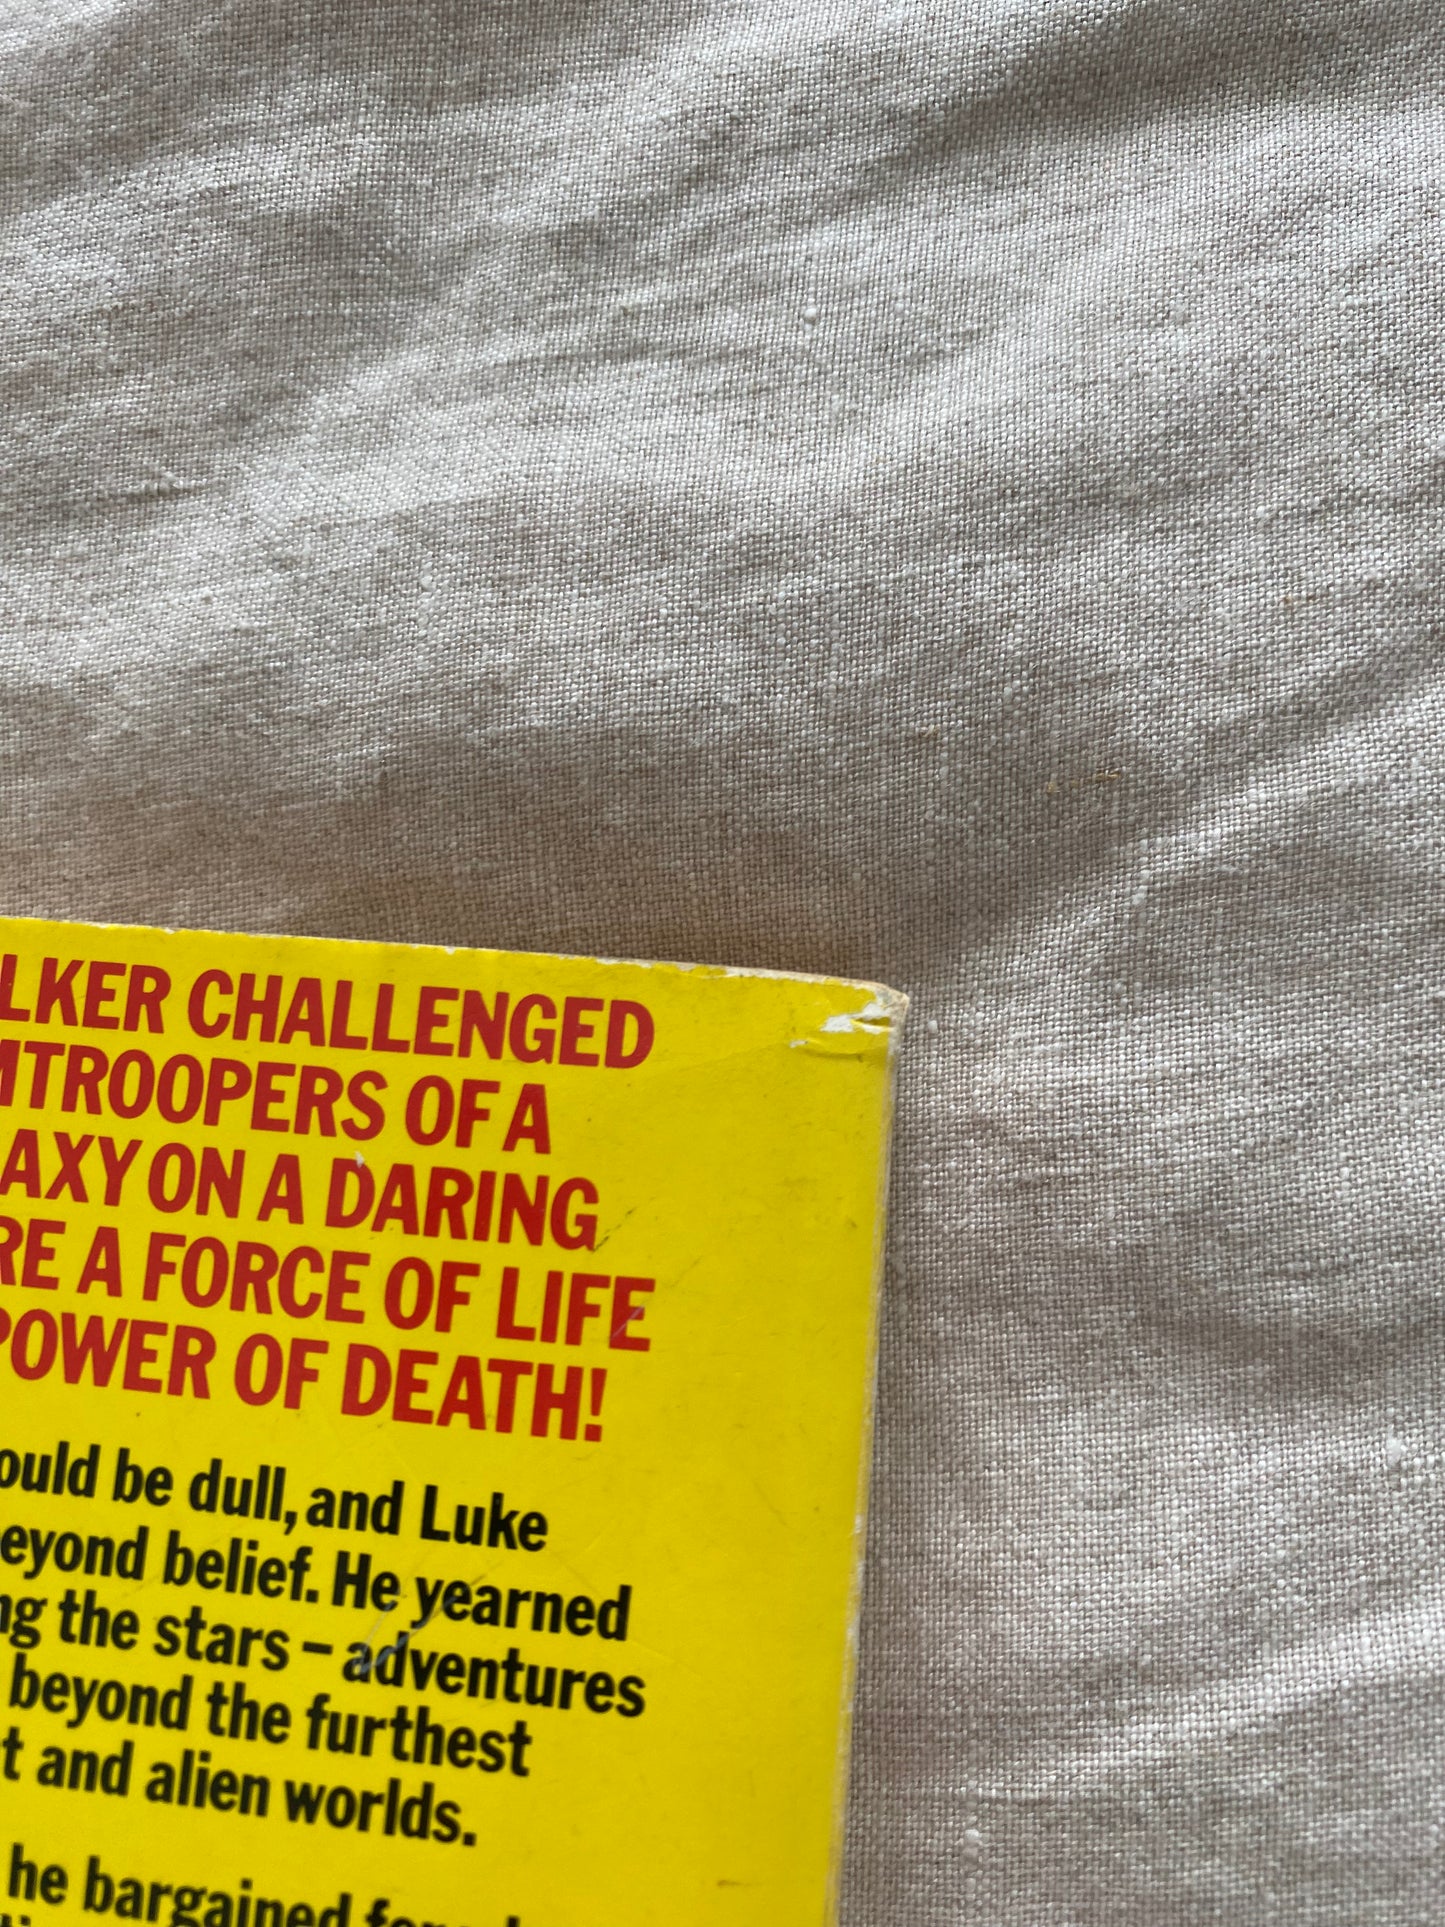 LKER CHALLENGED
MTROOPERS OF A
AXY ON A DARING
RE A FORCE OF LIFE
POWER OF DEATH!
ould be dull, and Luke
eyond belief. He yearned
ng the stars – adventures
beyond the furthest
t and alien worlds.
he bargained for